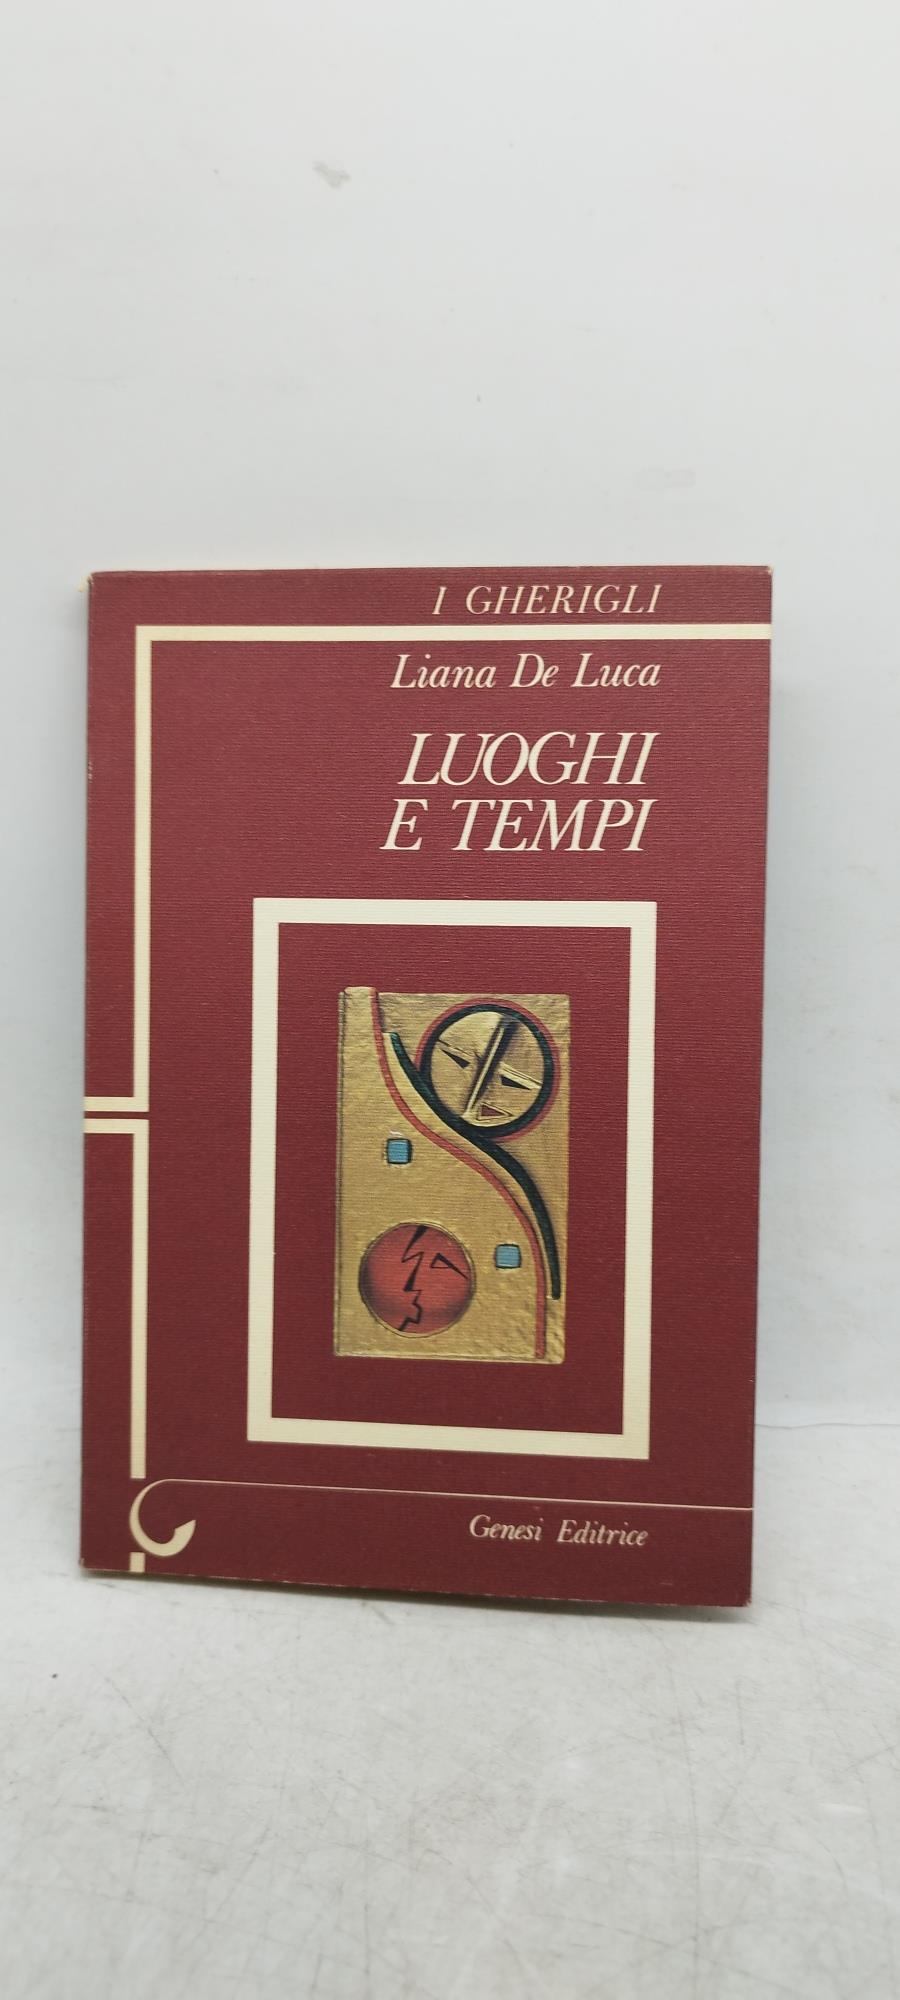 I GHERIGLI
Liana De Luca
LUOGHI
E TEMPI
Genesi Editrice